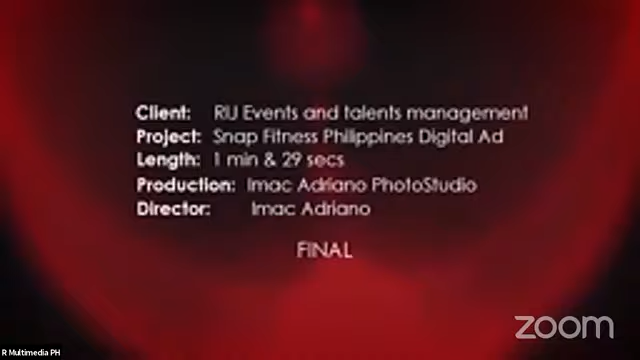 Client: RU Events and talents management
Project: Snap Fitness Philippines Digital Ad
Length: 1 min & 29 secs
Production: Imac Adriano PhotoStudio
Director: Imac Adriano
FINAL
zoom
R Multimedia PH